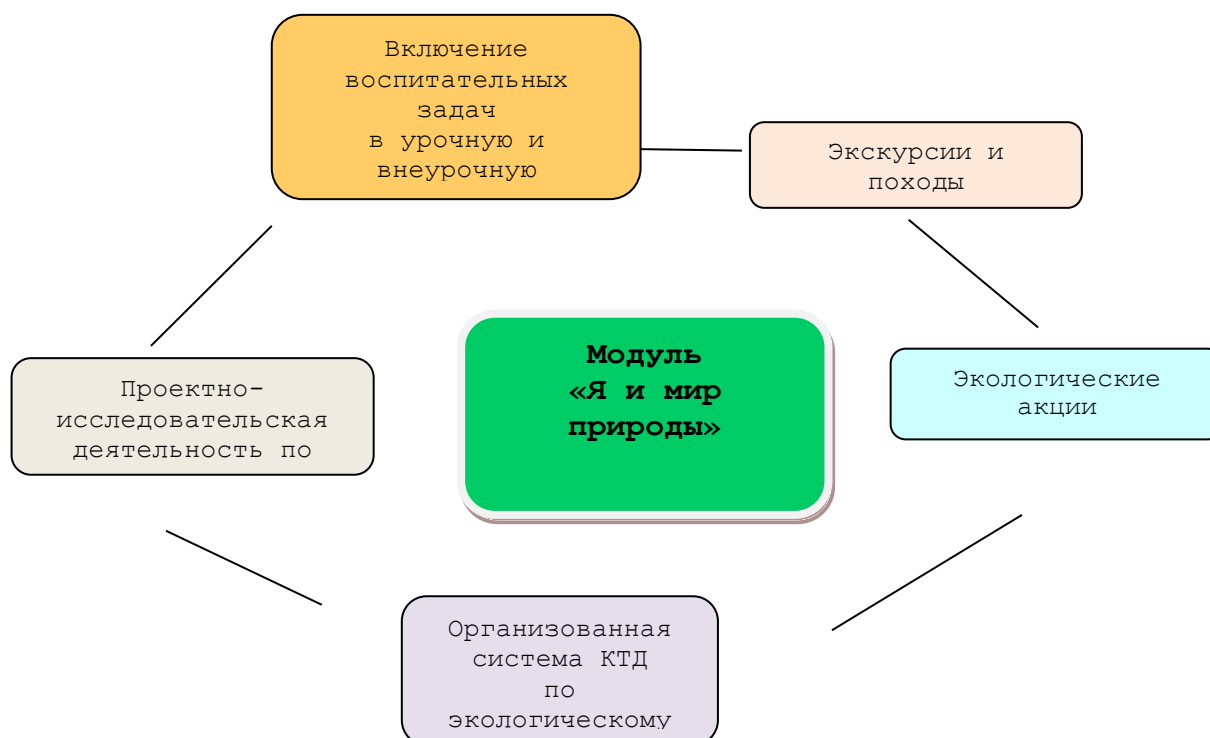 Включение
воспитательных
задач
в урочную и
внеурочную
Экскурсии и
походы
Модуль
«Я и мир
природы»
Экологические
акции
Проектно-
исследовательская
деятельность по
Организованная
система КТД
по
экологическому